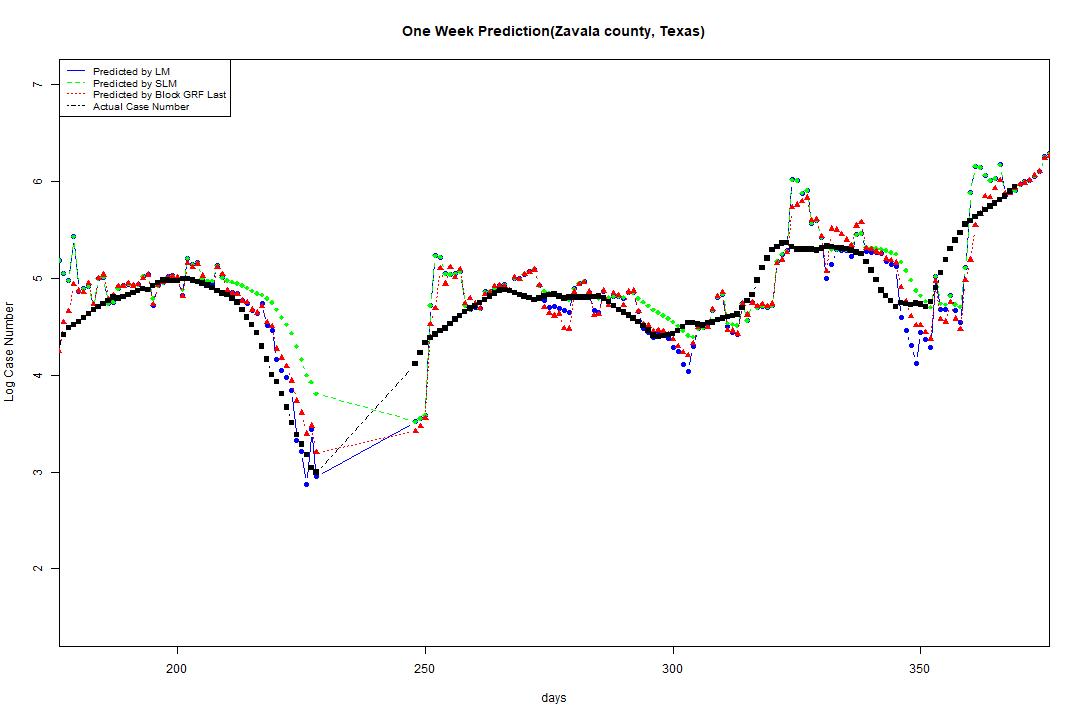 One Week Prediction(Zavala county, Texas)
Predicted by LM
Predicted by SLM
Predicted by Block GRF Last
Actual Case Number
Log Case Number
7
6
5
4
3
2
200 250 300 350
days